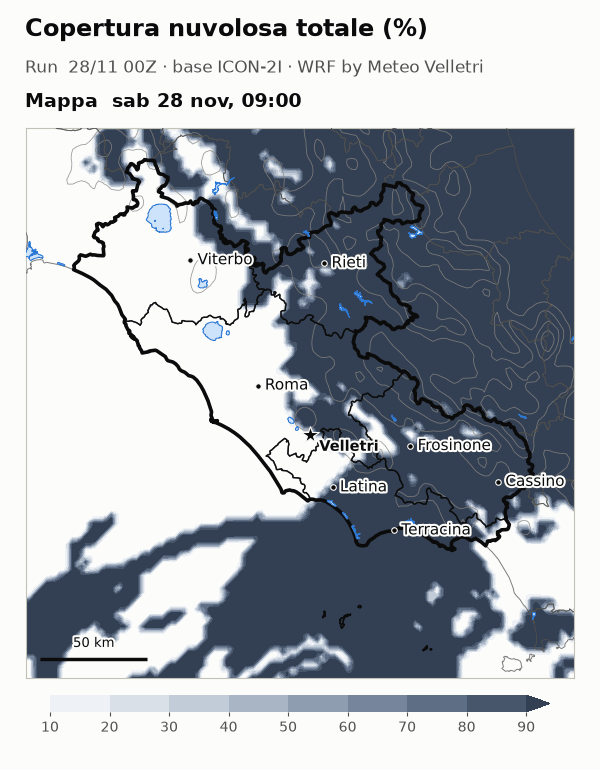 Copertura nuvolosa totale (%)
Run  28/11 00Z · base ICON-2I · WRF by Meteo Velletri
Mappa  sab 28 nov, 09:00
Viterbo
Rieti
Roma
Velletri
Frosinone
Latina
Cassino
Terracina
50 km
10 20 30 40 50 60 70 80 90